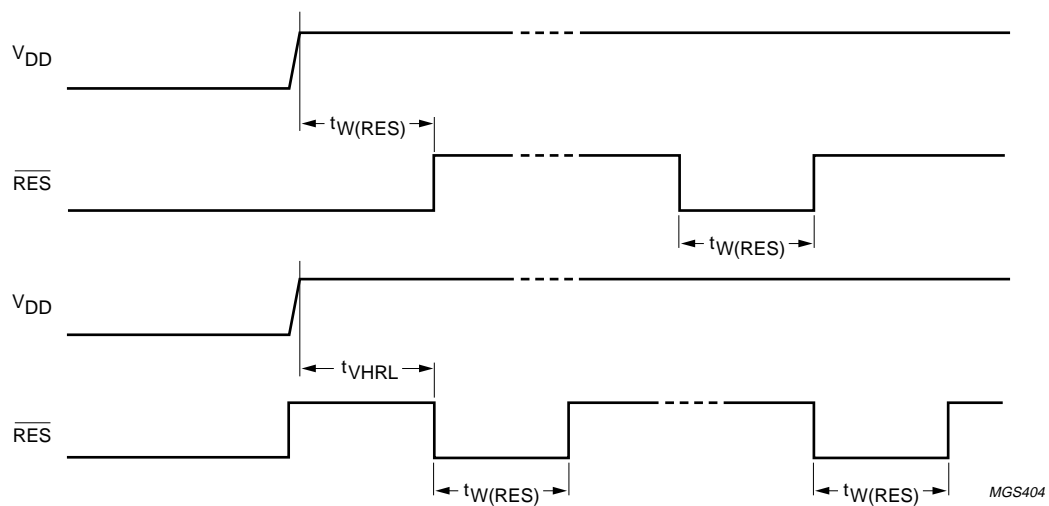 VDD
tW(RES)
RES
tW(RES)
VDD
tVHRL
RES
tW(RES)
tW(RES)
MGS404